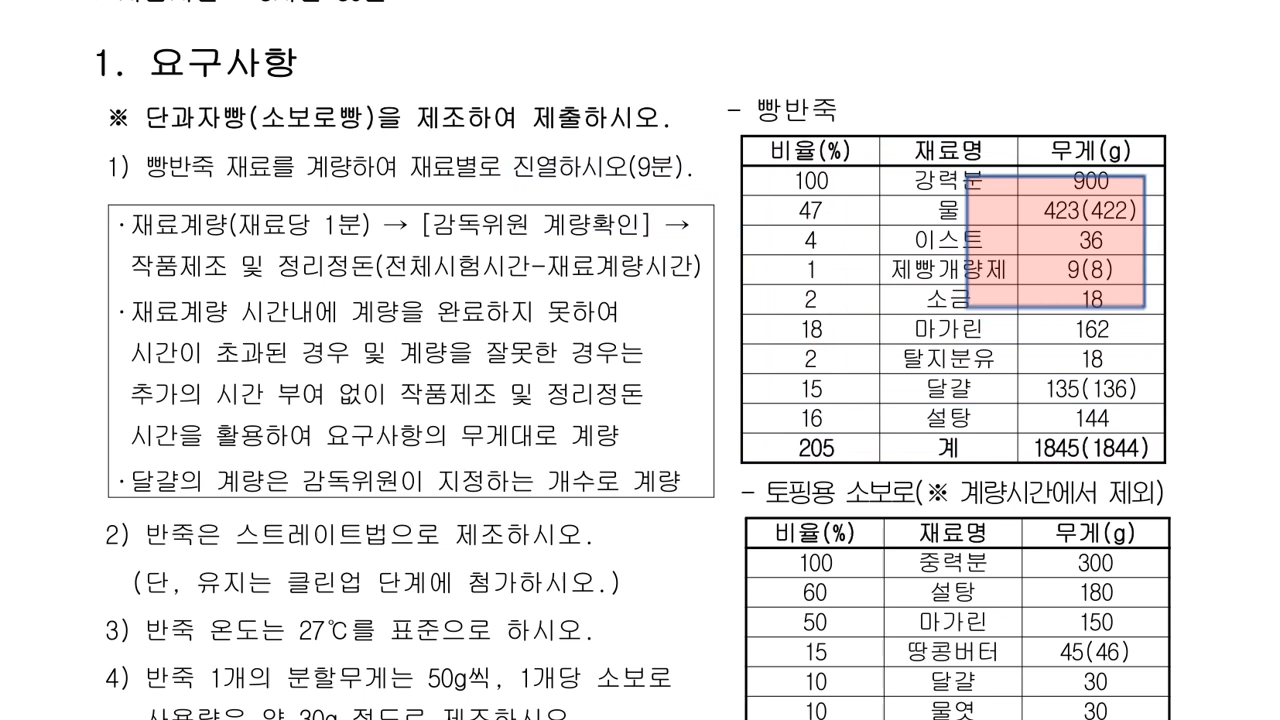 1. 요구사항
※ 단과자빵(소보로빵)을 제조하여 제출하시오.
1) 빵반죽 재료를 계량하여 재료별로 진열하시오(9분).
·재료계량(재료당 1분) → [감독위원 계량확인] →
작품제조 및 정리정돈(전체시험시간-재료계량시간)
·재료계량 시간내에 계량을 완료하지 못하여
시간이 초과된 경우 및 계량을 잘못한 경우는
추가의 시간 부여 없이 작품제조 및 정리정돈
시간을 활용하여 요구사항의 무게대로 계량
·달걀의 계량은 감독위원이 지정하는 개수로 계량
2) 반죽은 스트레이트법으로 제조하시오.
(단, 유지는 클린업 단계에 첨가하시오.)
3) 반죽 온도는 27℃를 표준으로 하시오.
4) 반죽 1개의 분할무게는 50g씩, 1개당 소보로
사용량은 약 30g 정도로 제조하시오
- 빵반죽
비율(%) 재료명 무게(g)
100 강력분 900
47 물 423(422)
4 이스트 36
1 제빵개량제 9(8)
2 소금 18
18 마가린 162
2 탈지분유 18
15 달걀 135(136)
16 설탕 144
205 계 1845(1844)
- 토핑용 소보로(※ 계량시간에서 제외)
비율(%) 재료명 무게(g)
100 중력분 300
60 설탕 180
50 마가린 150
15 땅콩버터 45(46)
10 달걀 30
10 물엿 30